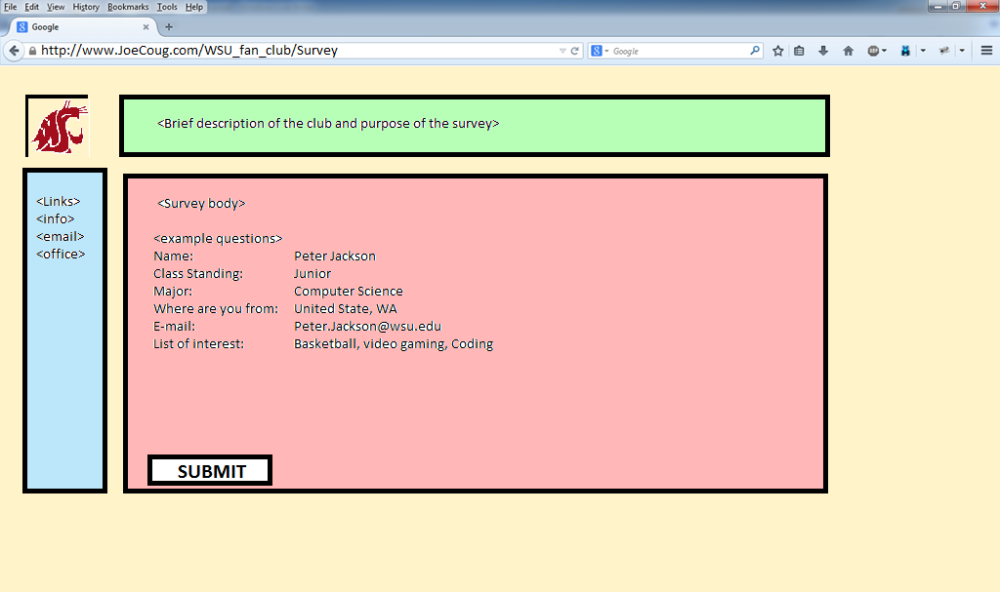 File Edit View History Bookmarks Tools Help
Google
http://www.JoeCoug.com/WSU_fan_club/Survey
Google
<Brief description of the club and purpose of the survey>
<Links>
<info>
<email>
<office>
<Survey body>
<example questions>
Name: Peter Jackson
Class Standing: Junior
Major: Computer Science
Where are you from: United State, WA
E-mail: Peter.Jackson@wsu.edu
List of interest: Basketball, video gaming, Coding
SUBMIT